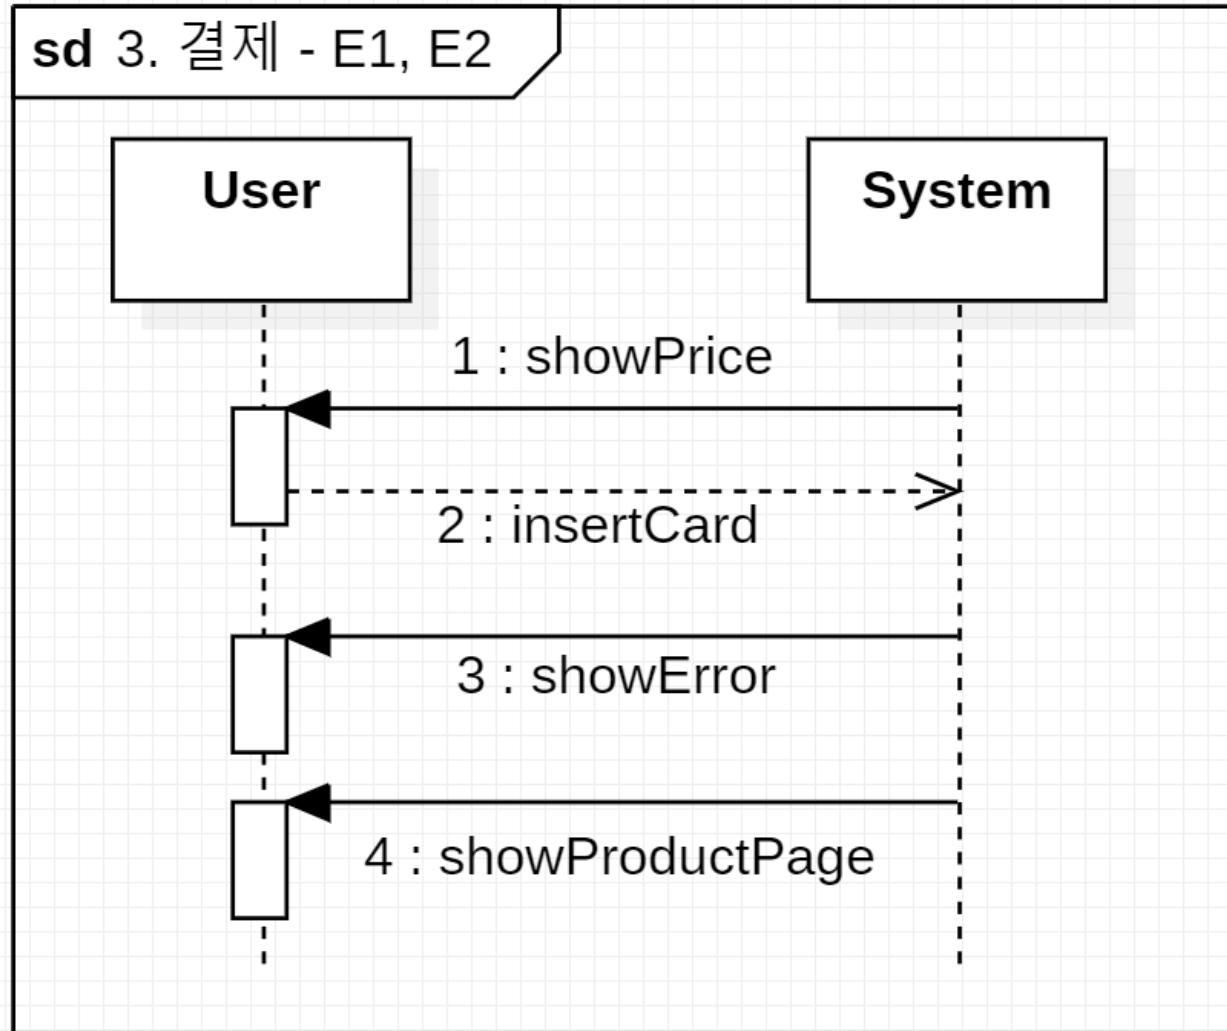 sd 3. 결제 - E1, E2
User
System
1 : showPrice
2 : insertCard
3 : showError
4 : showProductPage